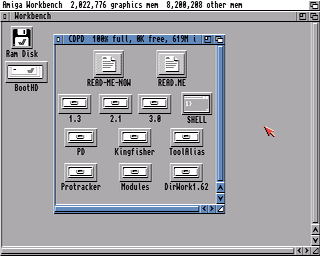 Amiga Workbench 2,022,776 graphics mem 8,200,208 other mem
Workbench
Ram Disk
BootHD
CDPD 100% full, 0K free, 619M i
READ-ME-NOW
READ.ME
1.3
2.1
3.0
SHELL
PD
Kingfisher
ToolAlias
Protracker
Modules
DirWork1.62